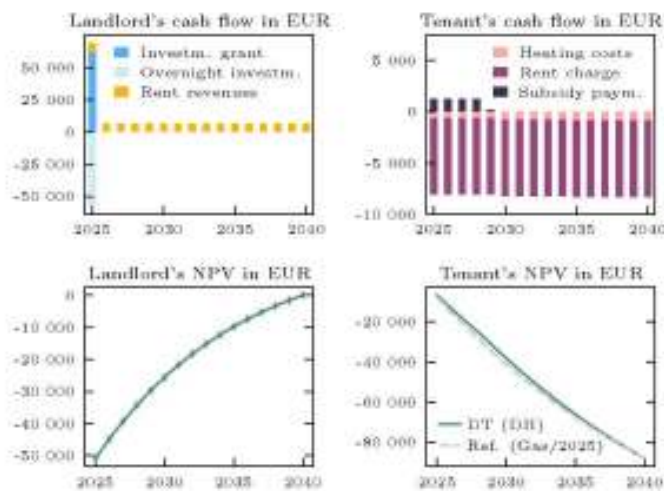 Landlord's cash flow in EUR
50 000
25 000
0
-25 000
-50 000
Investm. grant
Overnight investm.
Rent revenues
2025 2030 2035 2040
Tenant's cash flow in EUR
5 000
0
-5 000
-10 000
Heating costs
Rent charge
Subsidy paym.
2025 2030 2035 2040
Landlord's NPV in EUR
0
-10 000
-20 000
-30 000
-40 000
-50 000
2025 2030 2035 2040
Tenant's NPV in EUR
-20 000
-40 000
-60 000
-80 000
DT (DH)
Ref. (Gas/2025)
2025 2030 2035 2040